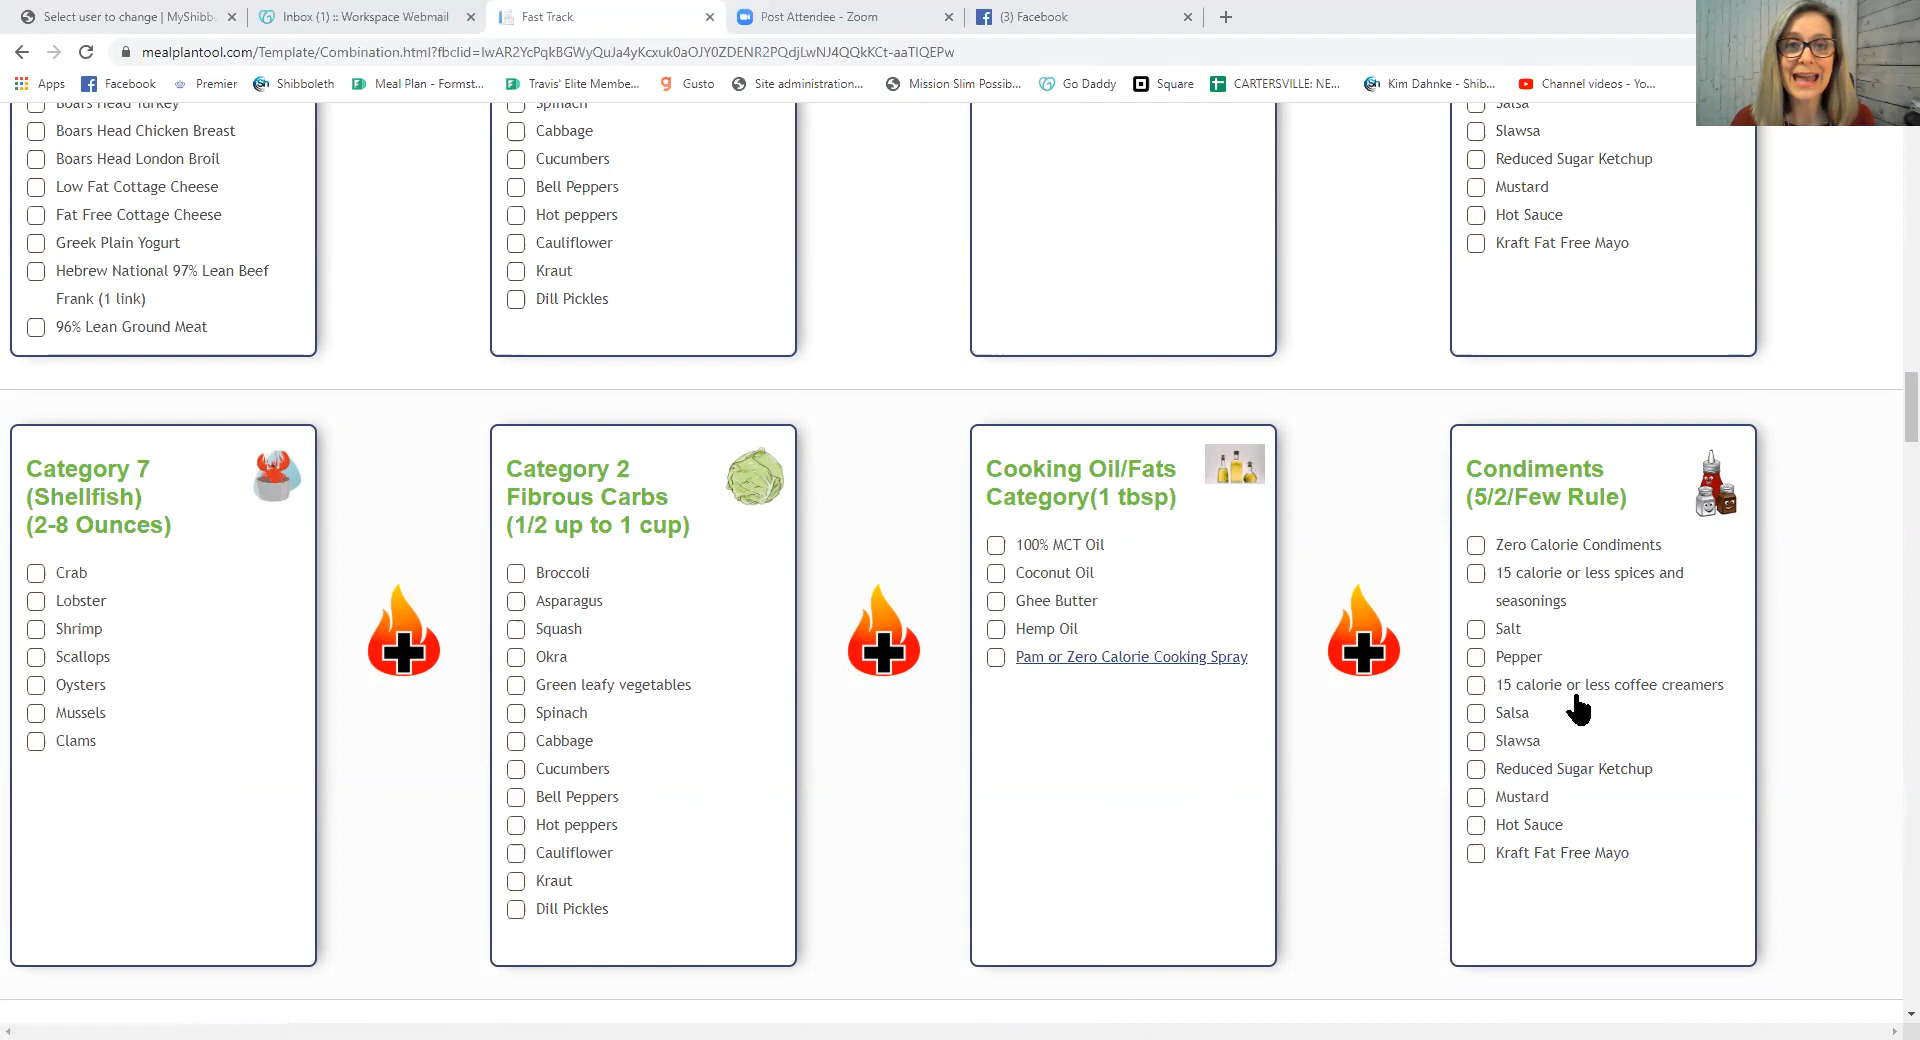 Select user to change | MyShibb
Inbox (1) :: Workspace Webmail
Fast Track
Post Attendee - Zoom
(3) Facebook
mealplantool.com/Template/Combination.html?fbclid=IwAR2YcPqkBGWyQuJa4yKcxuk0aOJY0ZDENR2PQdjLwNJ4QQkKCt-aaTlQEPw
Apps
Facebook
Premier
Shibboleth
Meal Plan - Formst...
Travis' Elite Membe...
Gusto
Site administration...
Mission Slim Possib...
Go Daddy
Square
CARTERSVILLE: NE...
Kim Dahnke - Shib...
Channel videos - Yo...
Boars Head Turkey
Boars Head Chicken Breast
Boars Head London Broil
Low Fat Cottage Cheese
Fat Free Cottage Cheese
Greek Plain Yogurt
Hebrew National 97% Lean Beef
Frank (1 link)
96% Lean Ground Meat
Spinach
Cabbage
Cucumbers
Bell Peppers
Hot peppers
Cauliflower
Kraut
Dill Pickles
Salsa
Slawsa
Reduced Sugar Ketchup
Mustard
Hot Sauce
Kraft Fat Free Mayo
Category 7
(Shellfish)
(2-8 Ounces)
Crab
Lobster
Shrimp
Scallops
Oysters
Mussels
Clams
Category 2
Fibrous Carbs
(1/2 up to 1 cup)
Broccoli
Asparagus
Squash
Okra
Green leafy vegetables
Spinach
Cabbage
Cucumbers
Bell Peppers
Hot peppers
Cauliflower
Kraut
Dill Pickles
Cooking Oil/Fats
Category(1 tbsp)
100% MCT Oil
Coconut Oil
Ghee Butter
Hemp Oil
Pam or Zero Calorie Cooking Spray
Condiments
(5/2/Few Rule)
Zero Calorie Condiments
15 calorie or less spices and
seasonings
Salt
Pepper
15 calorie or less coffee creamers
Salsa
Slawsa
Reduced Sugar Ketchup
Mustard
Hot Sauce
Kraft Fat Free Mayo